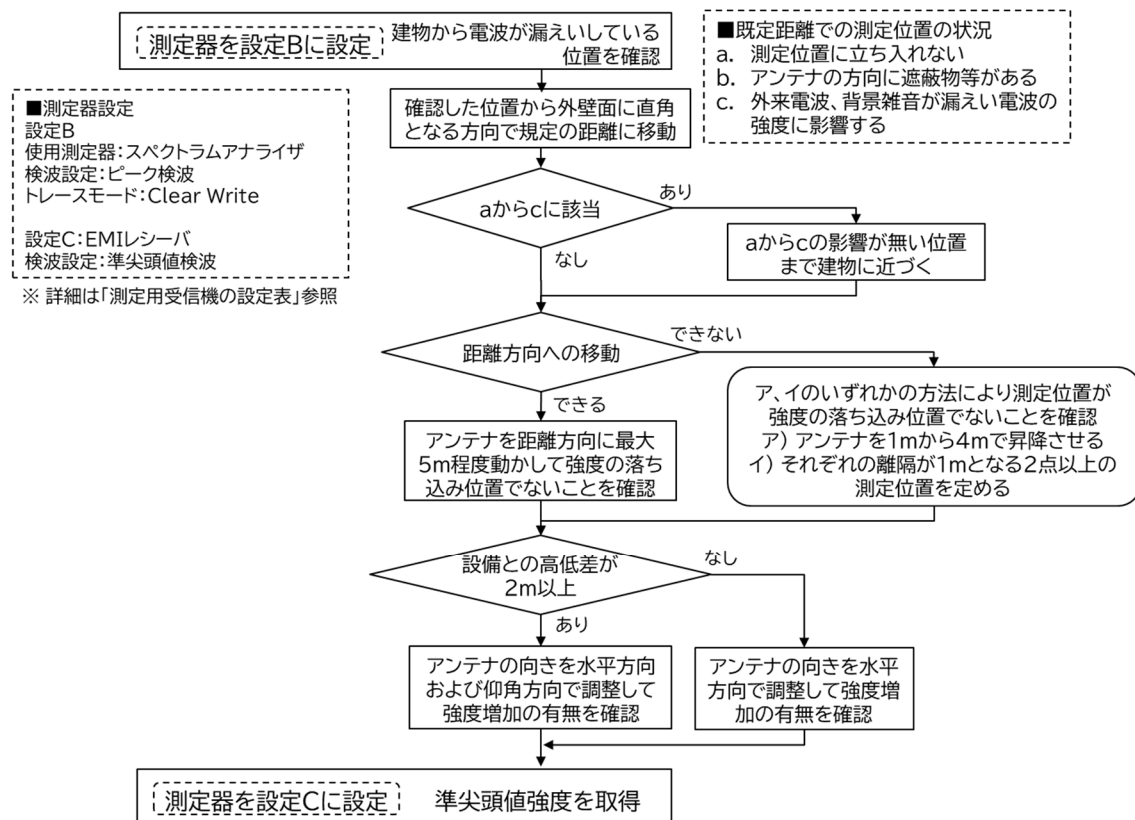 測定器を設定Bに設定
建物から電波が漏えいしている
位置を確認
■既定距離での測定位置の状況
a. 測定位置に立ち入れない
b. アンテナの方向に遮蔽物等がある
c. 外来電波、背景雑音が漏えい電波の
強度に影響する
■測定器設定
設定B
使用測定器:スペクトラムアナライザ
検波設定:ピーク検波
トレースモード:Clear Write
設定C:EMIレシーバ
検波設定:準尖頭値検波
※ 詳細は「測定用受信機の設定表」参照
確認した位置から外壁面に直角
となる方向で規定の距離に移動
aからcに該当
あり
なし
aからcの影響が無い位置
まで建物に近づく
距離方向への移動
できない
できる
ア、イのいずれかの方法により測定位置が
強度の落ち込み位置でないことを確認
ア) アンテナを1mから4mで昇降させる
イ) それぞれの離隔が1mとなる2点以上の
測定位置を定める
アンテナを距離方向に最大
5m程度動かして強度の落ち
込み位置でないことを確認
設備との高低差が
2m以上
なし
あり
アンテナの向きを水平方向
および仰角方向で調整して
強度増加の有無を確認
アンテナの向きを水平
方向で調整して強度増
加の有無を確認
測定器を設定Cに設定
準尖頭値強度を取得